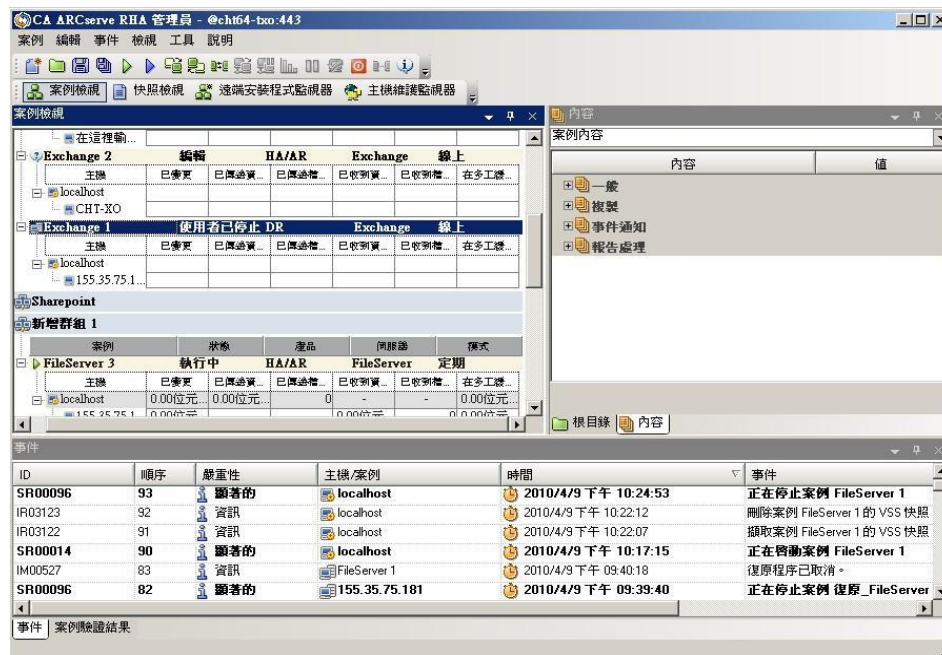 CA ARCserve RHA 管理員 - @cht64-txo:443
案例 編輯 事件 檢視 工具 說明
案例檢視 快照檢視 遠端安裝程式監視器 主機維護監視器
案例檢視
在這裡輸...
Exchange 2 編輯 HA/AR Exchange 線上
主機 已變更 已傳送資... 已傳送檔... 已收到資... 已收到檔... 在多工緩...
localhost
CHT-XO
Exchange 1 使用者已停止 DR Exchange 線上
主機 已變更 已傳送資... 已傳送檔... 已收到資... 已收到檔... 在多工緩...
localhost
155.35.75.1...
Sharepoint
新增群組 1
案例 狀態 產品 伺服器 模式
FileServer 3 執行中 HA/AR FileServer 定期
主機 已變更 已傳送資... 已傳送檔... 已收到資... 已收到檔... 在多工緩...
localhost 0.00位元... 0.00位元... 0 - - 0.00位元...
155.35.75.1 0.00位元 0 0.00位元
內容
案例內容
內容 值
一般
複製
事件通知
報告處理
根目錄 內容
事件
ID 順序 嚴重性 主機/案例 時間 事件
SR00096 93 顯著的 localhost 2010/4/9 下午 10:24:53 正在停止案例 FileServer 1
IR03123 92 資訊 localhost 2010/4/9 下午 10:22:12 刪除案例 FileServer 1 的 VSS 快照
IR03122 91 資訊 localhost 2010/4/9 下午 10:22:07 擷取案例 FileServer 1 的 VSS 快照
SR00014 90 顯著的 localhost 2010/4/9 下午 10:17:15 正在啟動案例 FileServer 1
IM00527 83 資訊 FileServer 1 2010/4/9 下午 09:40:18 復原程序已取消。
SR00096 82 顯著的 155.35.75.181 2010/4/9 下午 09:39:40 正在停止案例 復原_FileServer
事件 案例驗證結果